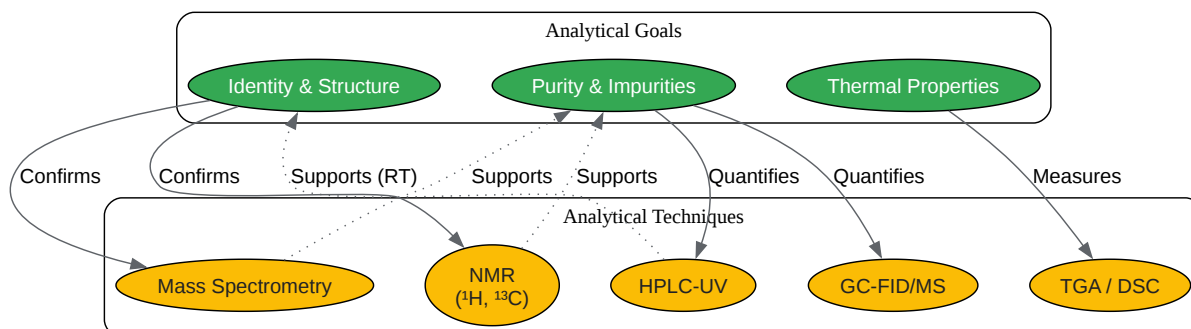 Analytical Goals
Identity & Structure
Purity & Impurities
Thermal Properties
Confirms
Confirms
Supports (RT)
Supports
Supports
Quantifies
Quantifies
Measures
Analytical Techniques
Mass Spectrometry
NMR
(¹H, ¹³C)
HPLC-UV
GC-FID/MS
TGA / DSC